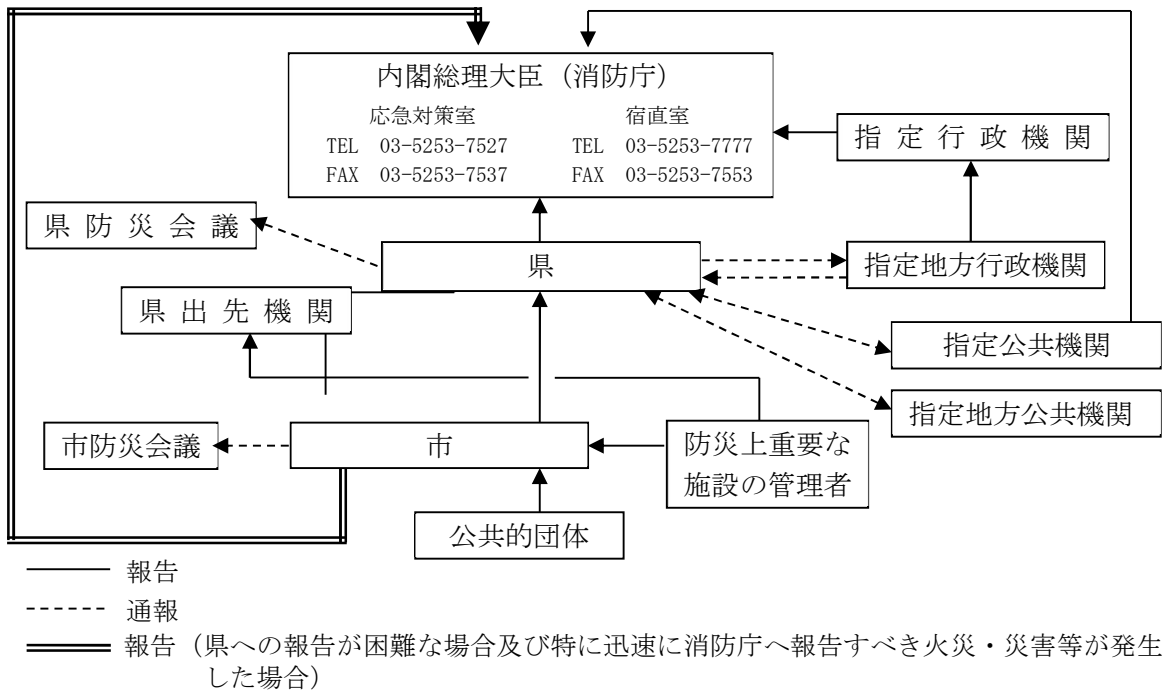 内閣総理大臣（消防庁）
応急対策室 宿直室
TEL 03-5253-7527 TEL 03-5253-7777
FAX 03-5253-7537 FAX 03-5253-7553
指定行政機関
県防災会議
県
指定地方行政機関
県出先機関
指定公共機関
指定地方公共機関
市防災会議
市
防災上重要な
施設の管理者
公共的団体
報告
通報
報告（県への報告が困難な場合及び特に迅速に消防庁へ報告すべき火災・災害等が発生
した場合）